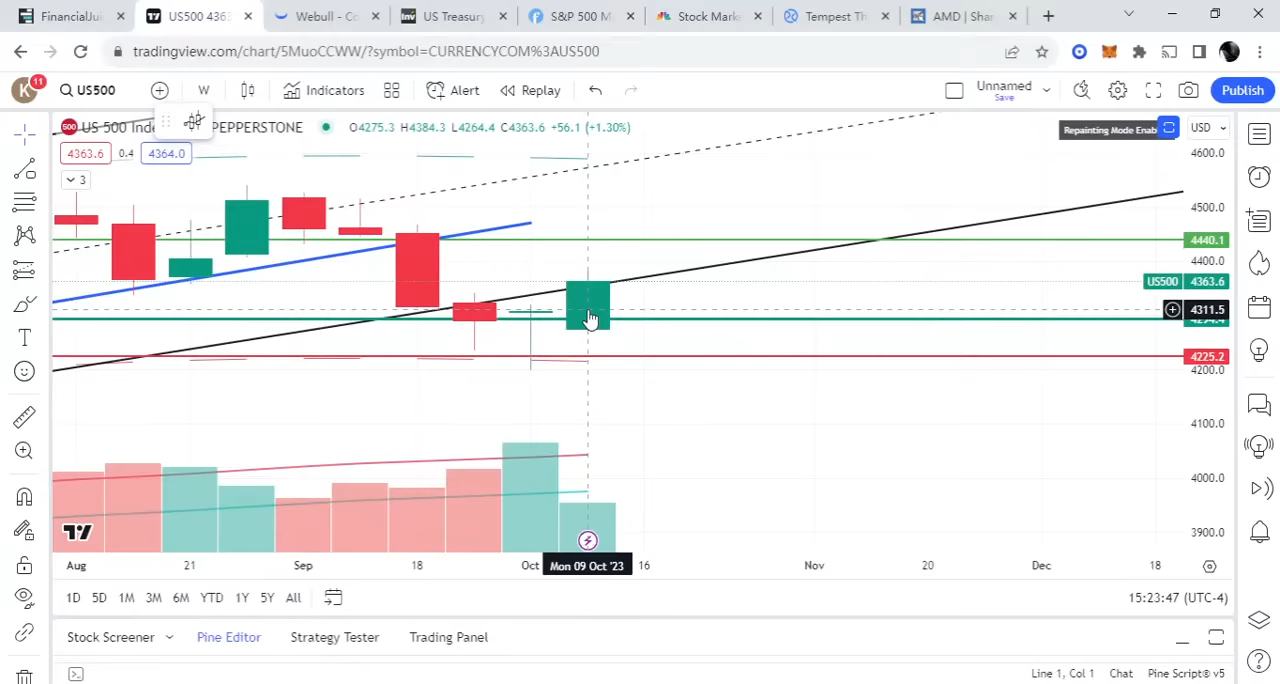 FinancialJui
US500 436
Webull - Co
US Treasury
S&P 500 M
Stock Mark
Tempest Th
AMD | Shar
tradingview.com/chart/5MuoCCWW/?symbol=CURRENCYCOM%3AUS500
K 11 US500 W Indicators Alert Replay Unnamed Save Publish
500 US 500 Inde PEPPERSTONE O4275.3 H4384.3 L4264.4 C4363.6 +56.1 (+1.30%) Repainting Mode Enab USD
4363.6 0.4 4364.0
3
4600.0
4500.0
4440.1
4400.0
US500 4363.6
4311.5
4225.2
4200.0
4100.0
4000.0
3900.0
Aug 21 Sep 18 Oct Mon 09 Oct '23 16 Nov 20 Dec 18
1D 5D 1M 3M 6M YTD 1Y 5Y All 15:23:47 (UTC-4)
Stock Screener Pine Editor Strategy Tester Trading Panel
Line 1, Col 1 Chat Pine Script® v5